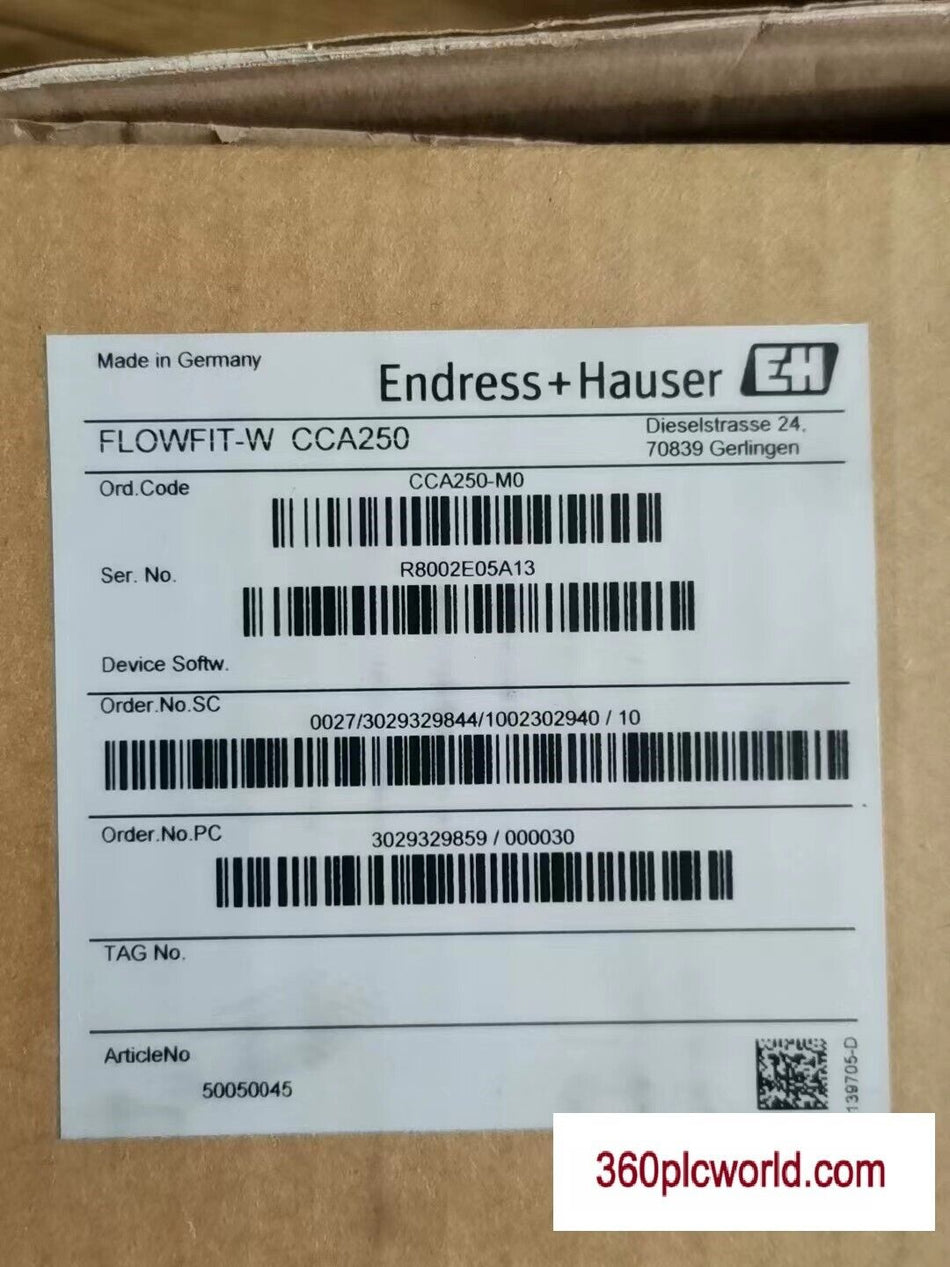 Made in Germany
Endress+Hauser EH
FLOWFIT-W CCA250
Dieselstrasse 24,
70839 Gerlingen
Ord.Code
CCA250-M0
Ser. No.
R8002E05A13
Device Softw.
Order.No.SC
0027/3029329844/1002302940 / 10
Order.No.PC
3029329859 / 000030
TAG No.
ArticleNo
50050045
139705-D
360plcworld.com